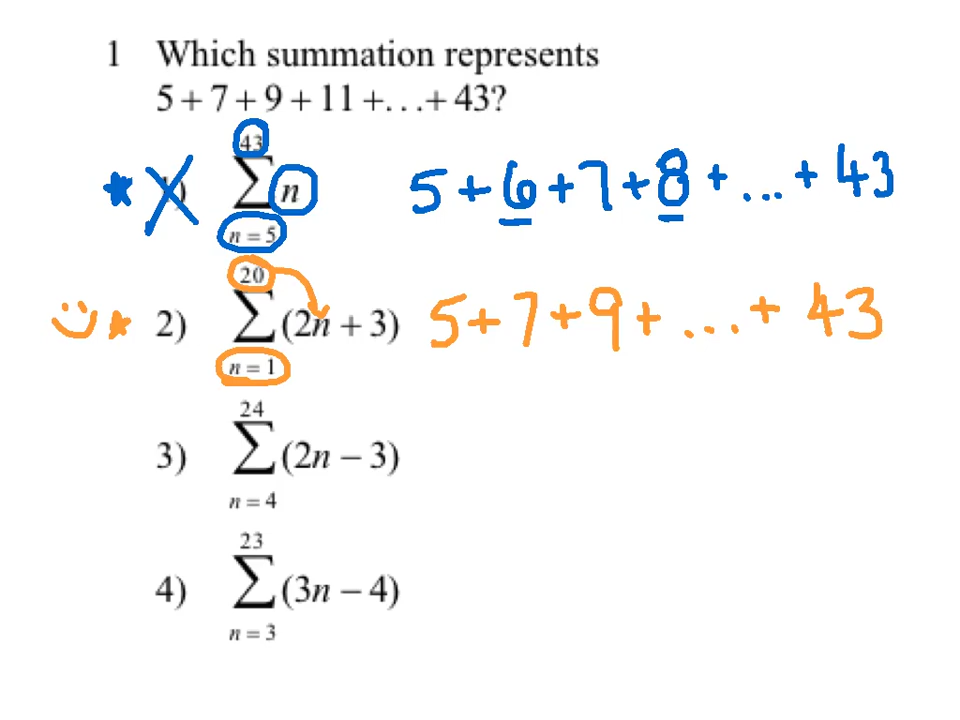 1 Which summation represents
5 + 7 + 9 + 11 +. . .+ 43?
43
1) ∑ n 5 + 6 + 7 + 8 + ... + 43
n = 5
20
2) ∑ (2n + 3) 5 + 7 + 9 + ... + 43
n = 1
24
3) ∑ (2n − 3)
n = 4
23
4) ∑ (3n − 4)
n = 3